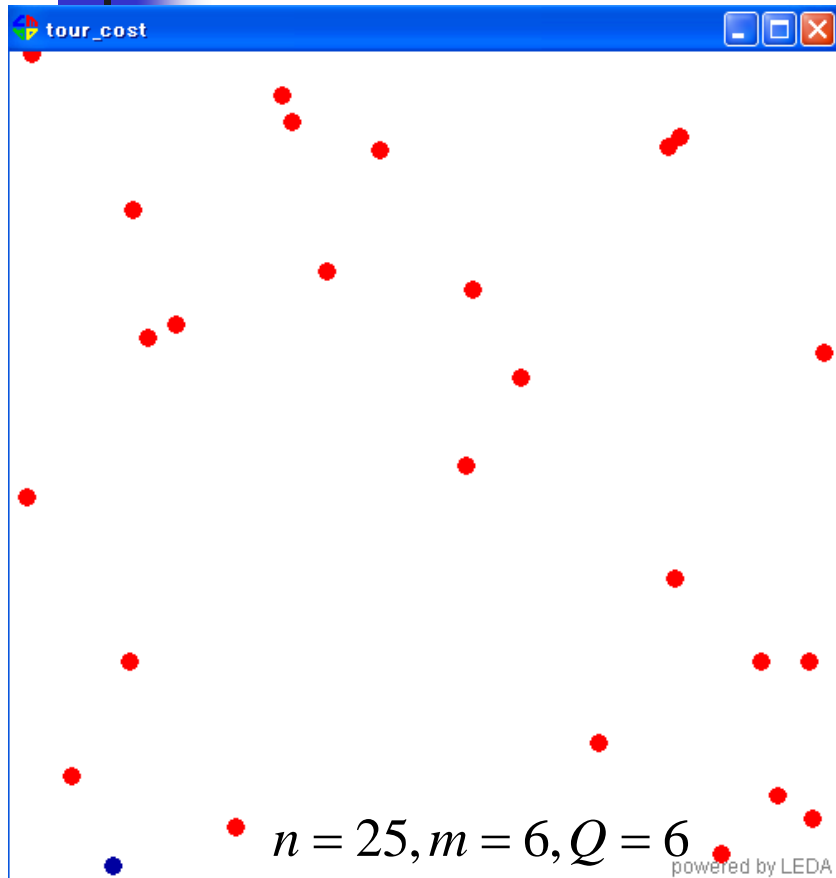 tour_cost
n = 25, m = 6, Q = 6
powered by LEDA